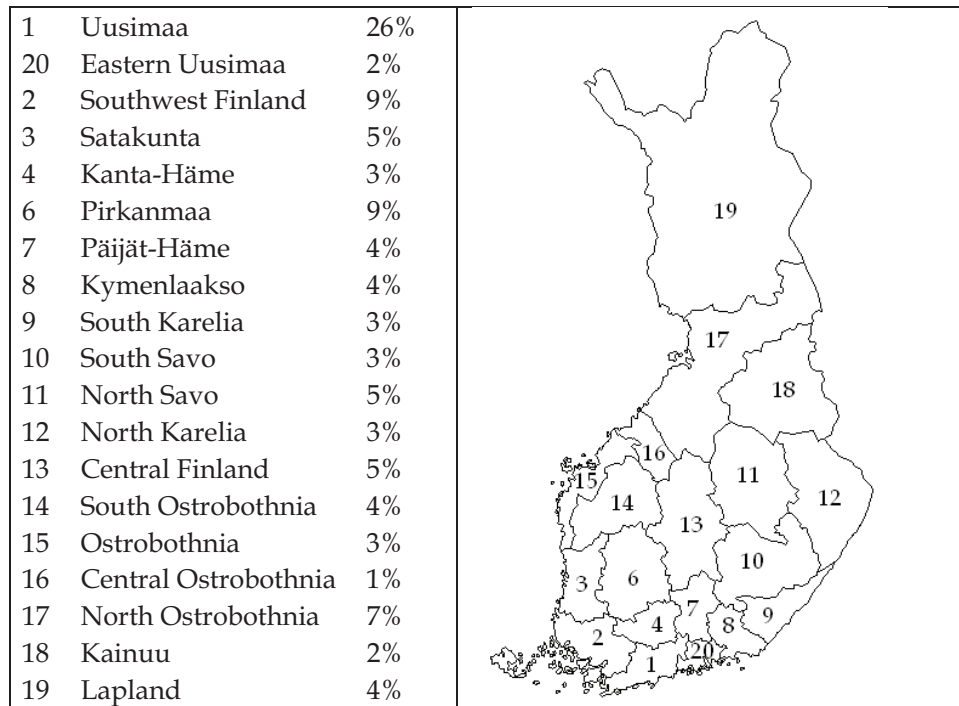 1 Uusimaa 26%
20 Eastern Uusimaa 2%
2 Southwest Finland 9%
3 Satakunta 5%
4 Kanta-Häme 3%
6 Pirkanmaa 9%
7 Päijät-Häme 4%
8 Kymenlaakso 4%
9 South Karelia 3%
10 South Savo 3%
11 North Savo 5%
12 North Karelia 3%
13 Central Finland 5%
14 South Ostrobothnia 4%
15 Ostrobothnia 3%
16 Central Ostrobothnia 1%
17 North Ostrobothnia 7%
18 Kainuu 2%
19 Lapland 4%
19
17
18
16
15
14
11
12
13
10
3
6
7
9
4
8
2
20
1